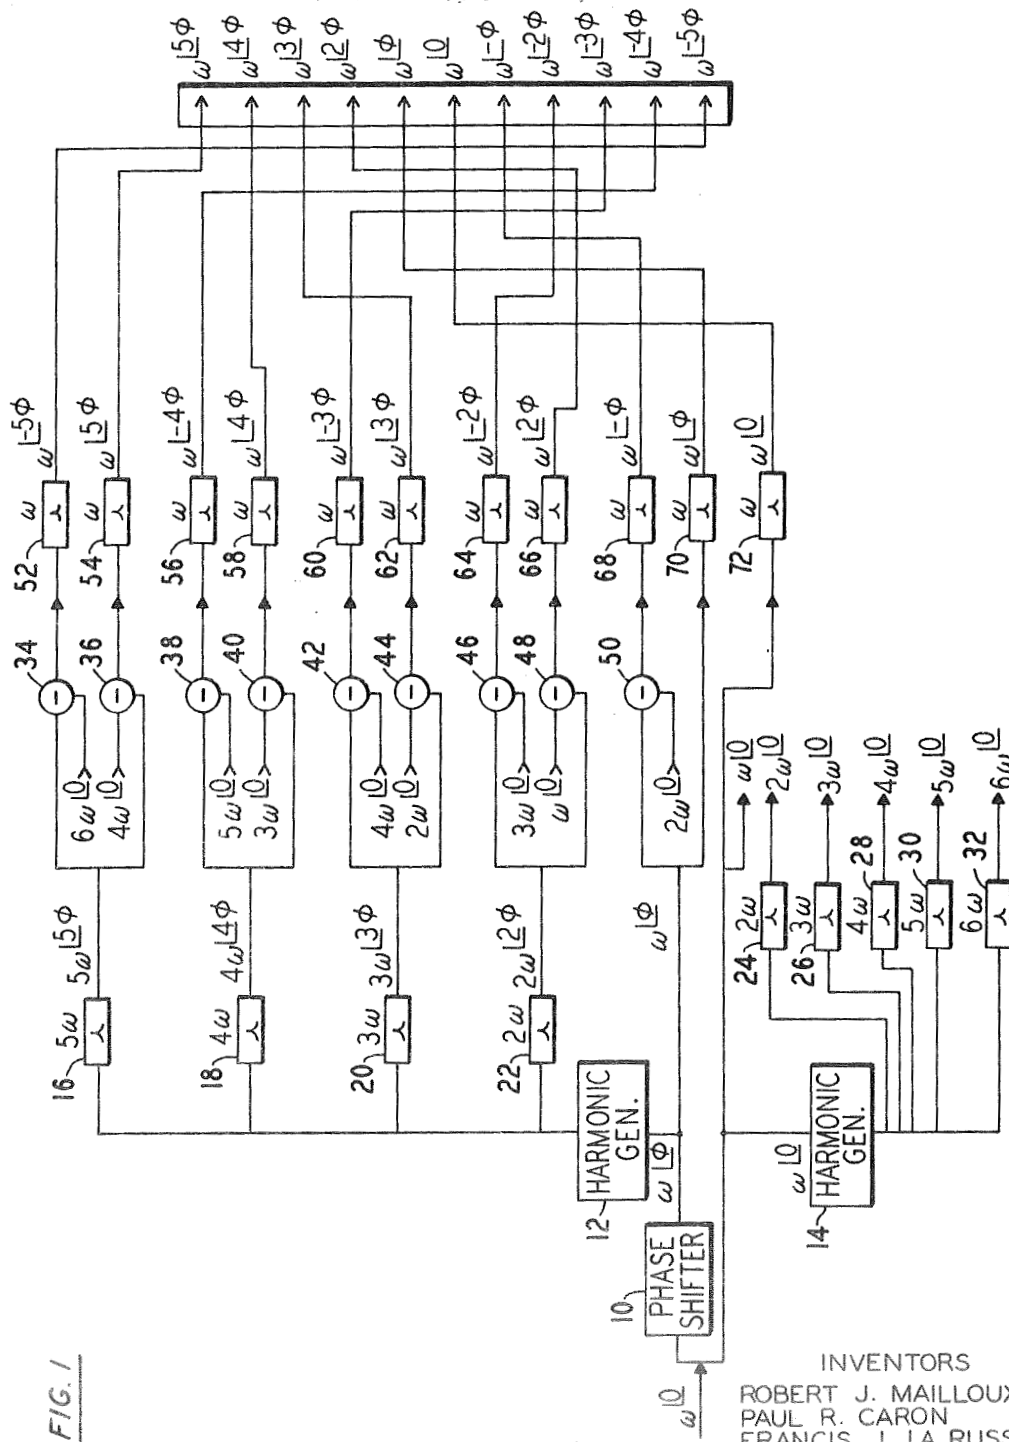 FIG. 1
ω∠5φ
ω∠4φ
ω∠3φ
ω∠2φ
ω∠φ
ω∠0
ω∠-φ
ω∠-2φ
ω∠-3φ
ω∠-4φ
ω∠-5φ
52 ω ω∠-5φ
54 ω ω∠5φ
56 ω ω∠-4φ
58 ω ω∠4φ
60 ω ω∠-3φ
62 ω ω∠3φ
64 ω ω∠-2φ
66 ω ω∠2φ
68 ω ω∠-φ
70 ω ω∠φ
72 ω ω∠0
34 6ω∠0
36 4ω∠0
38 5ω∠0
40 3ω∠0
42 4ω∠0
44 2ω∠0
46 3ω∠0
48 ω∠0
50 2ω∠0
16 5ω 5ω∠5φ
18 4ω 4ω∠4φ
20 3ω 3ω∠3φ
22 2ω 2ω∠2φ
ω∠φ
ω∠0
24 2ω 2ω∠0
26 3ω 3ω∠0
28 4ω 4ω∠0
30 5ω 5ω∠0
32 6ω 6ω∠0
12 HARMONIC
GEN.
ω∠φ
14 HARMONIC
GEN.
ω∠0
10 PHASE
SHIFTER
ω∠0
INVENTORS
ROBERT J. MAILLOUX
PAUL R. CARON
FRANCIS J. LA RUSS